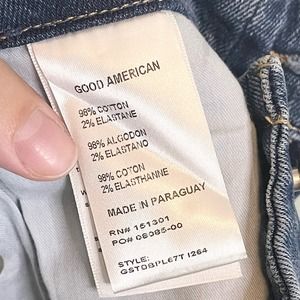 GOOD AMERICAN
98% COTTON
2% ELASTANE
98% ALGODON
2% ELASTANO
98% COTON
2% ELASTHANNE
MADE IN PARAGUAY
RN# 151301
PO# 08085-00
STYLE:
GSTDBPL67T I264